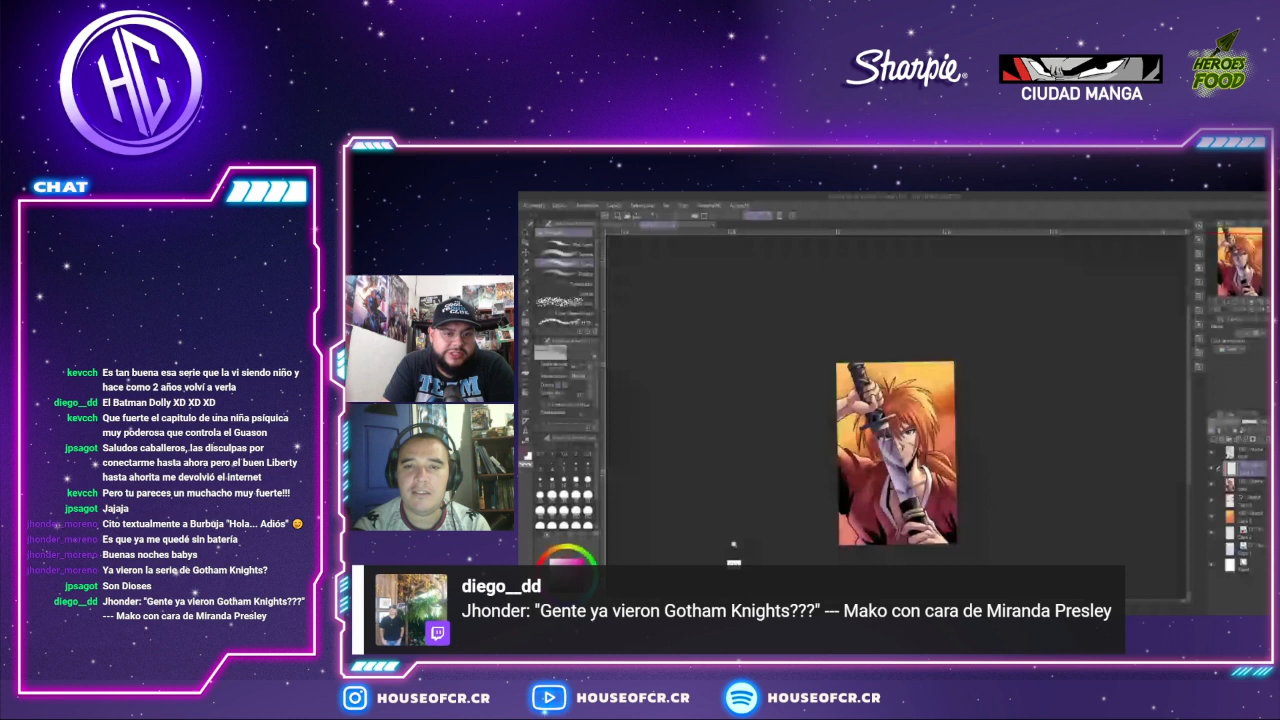 HC
Sharpie®
CIUDAD MANGA
HEROES
FOOD
CHAT
kevcch Es tan buena esa serie que la vi siendo niño y
hace como 2 años volví a verla
diego__dd El Batman Dolly XD XD XD
kevcch Que fuerte el capitulo de una niña psíquica
muy poderosa que controla el Guason
jpsagot Saludos caballeros, las disculpas por
conectarme hasta ahora pero el buen Liberty
hasta ahorita me devolvió el internet
kevcch Pero tu pareces un muchacho muy fuerte!!!
jpsagot Jajaja
jhonder_moreno Cito textualmente a Burbuja "Hola... Adiós" 😊
jhonder_moreno Es que ya me quedé sin batería
jhonder_moreno Buenas noches babys
jhonder_moreno Ya vieron la serie de Gotham Knights?
jpsagot Son Dioses
diego__dd Jhonder: "Gente ya vieron Gotham Knights???"
--- Mako con cara de Miranda Presley
diego__dd
Jhonder: "Gente ya vieron Gotham Knights???" --- Mako con cara de Miranda Presley
HOUSEOFCR.CR
HOUSEOFCR.CR
HOUSEOFCR.CR